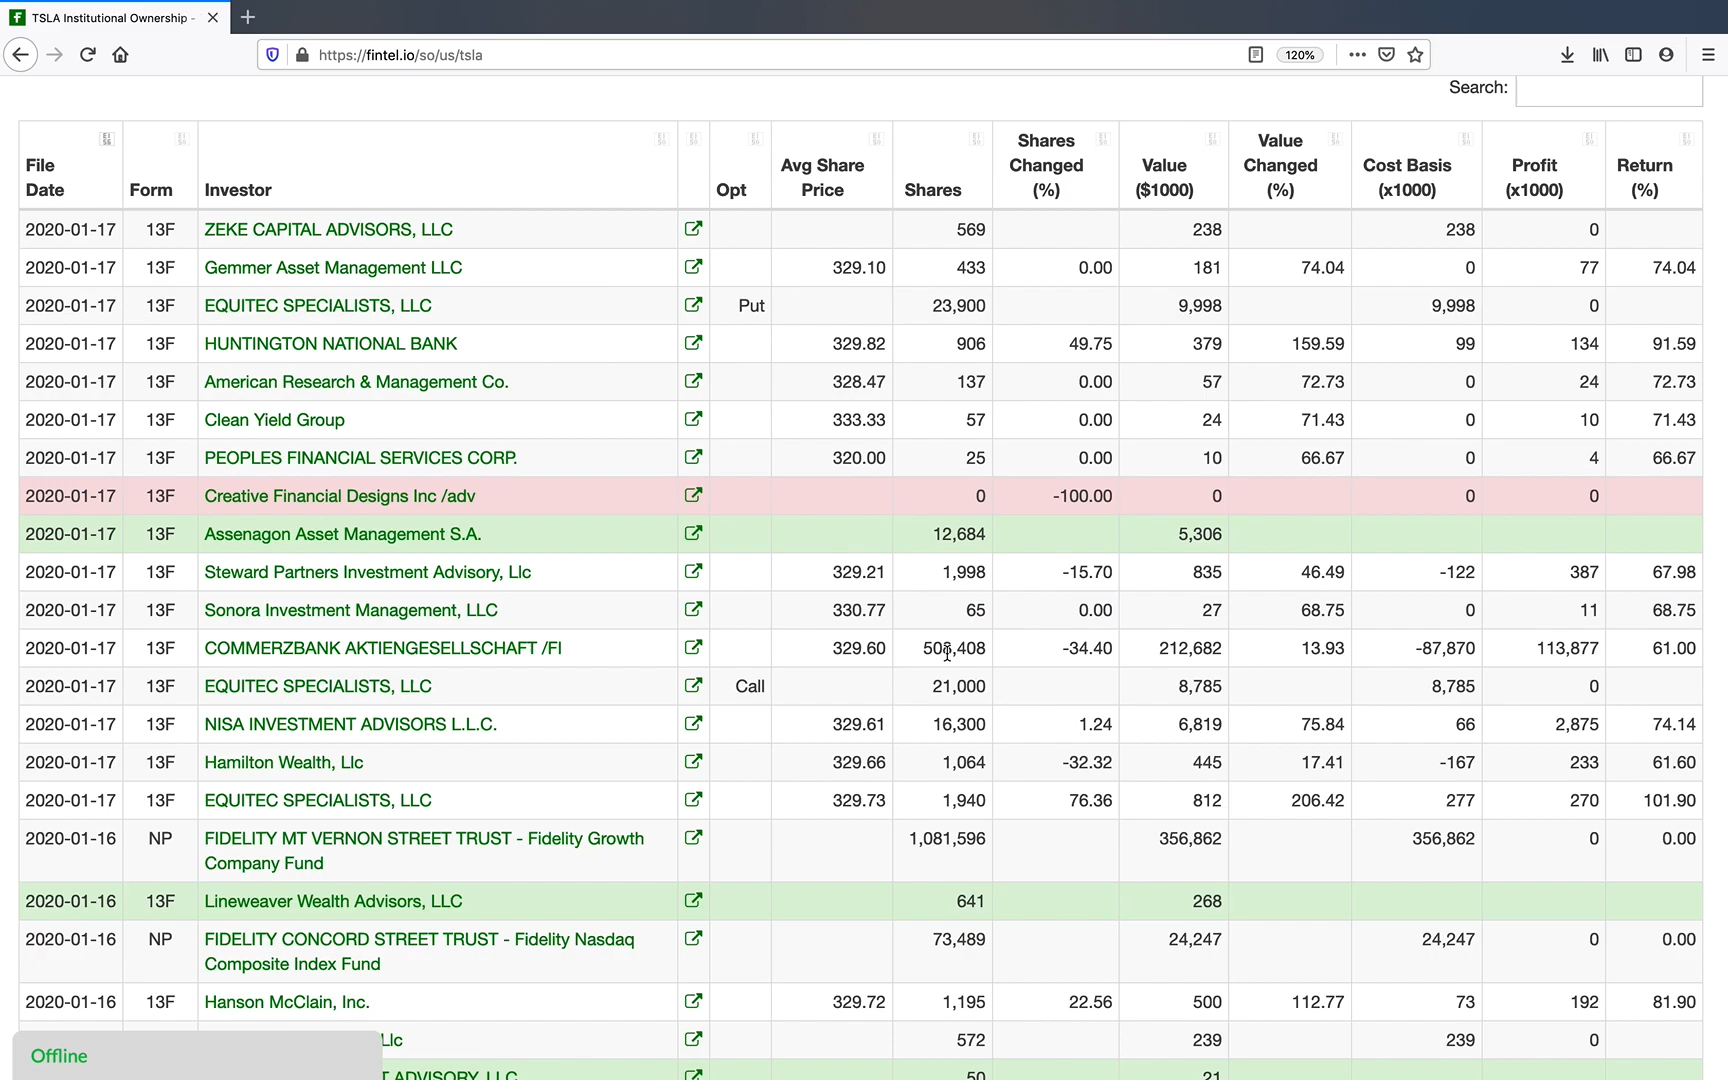 TSLA Institutional Ownership -
https://fintel.io/so/us/tsla
120%
Search:
File Date Form Investor Opt Avg Share Price Shares Shares Changed (%) Value ($1000) Value Changed (%) Cost Basis (x1000) Profit (x1000) Return (%)
2020-01-17 13F ZEKE CAPITAL ADVISORS, LLC 569 238 238 0
2020-01-17 13F Gemmer Asset Management LLC 329.10 433 0.00 181 74.04 0 77 74.04
2020-01-17 13F EQUITEC SPECIALISTS, LLC Put 23,900 9,998 9,998 0
2020-01-17 13F HUNTINGTON NATIONAL BANK 329.82 906 49.75 379 159.59 99 134 91.59
2020-01-17 13F American Research & Management Co. 328.47 137 0.00 57 72.73 0 24 72.73
2020-01-17 13F Clean Yield Group 333.33 57 0.00 24 71.43 0 10 71.43
2020-01-17 13F PEOPLES FINANCIAL SERVICES CORP. 320.00 25 0.00 10 66.67 0 4 66.67
2020-01-17 13F Creative Financial Designs Inc /adv 0 -100.00 0 0 0
2020-01-17 13F Assenagon Asset Management S.A. 12,684 5,306
2020-01-17 13F Steward Partners Investment Advisory, Llc 329.21 1,998 -15.70 835 46.49 -122 387 67.98
2020-01-17 13F Sonora Investment Management, LLC 330.77 65 0.00 27 68.75 0 11 68.75
2020-01-17 13F COMMERZBANK AKTIENGESELLSCHAFT /FI 329.60 -34.40 212,682 13.93 -87,870 113,877 61.00
2020-01-17 13F EQUITEC SPECIALISTS, LLC Call 21,000 8,785 8,785 0
2020-01-17 13F NISA INVESTMENT ADVISORS L.L.C. 329.61 16,300 1.24 6,819 75.84 66 2,875 74.14
2020-01-17 13F Hamilton Wealth, Llc 329.66 1,064 -32.32 445 17.41 -167 233 61.60
2020-01-17 13F EQUITEC SPECIALISTS, LLC 329.73 1,940 76.36 812 206.42 277 270 101.90
2020-01-16 NP FIDELITY MT VERNON STREET TRUST - Fidelity Growth 1,081,596 356,862 356,862 0 0.00
Company Fund
2020-01-16 13F Lineweaver Wealth Advisors, LLC 641 268
2020-01-16 NP FIDELITY CONCORD STREET TRUST - Fidelity Nasdaq 73,489 24,247 24,247 0 0.00
Composite Index Fund
2020-01-16 13F Hanson McClain, Inc. 329.72 1,195 22.56 500 112.77 73 192 81.90
Llc 572 239 239 0
Offline
ADVISORY, LLC 50 21